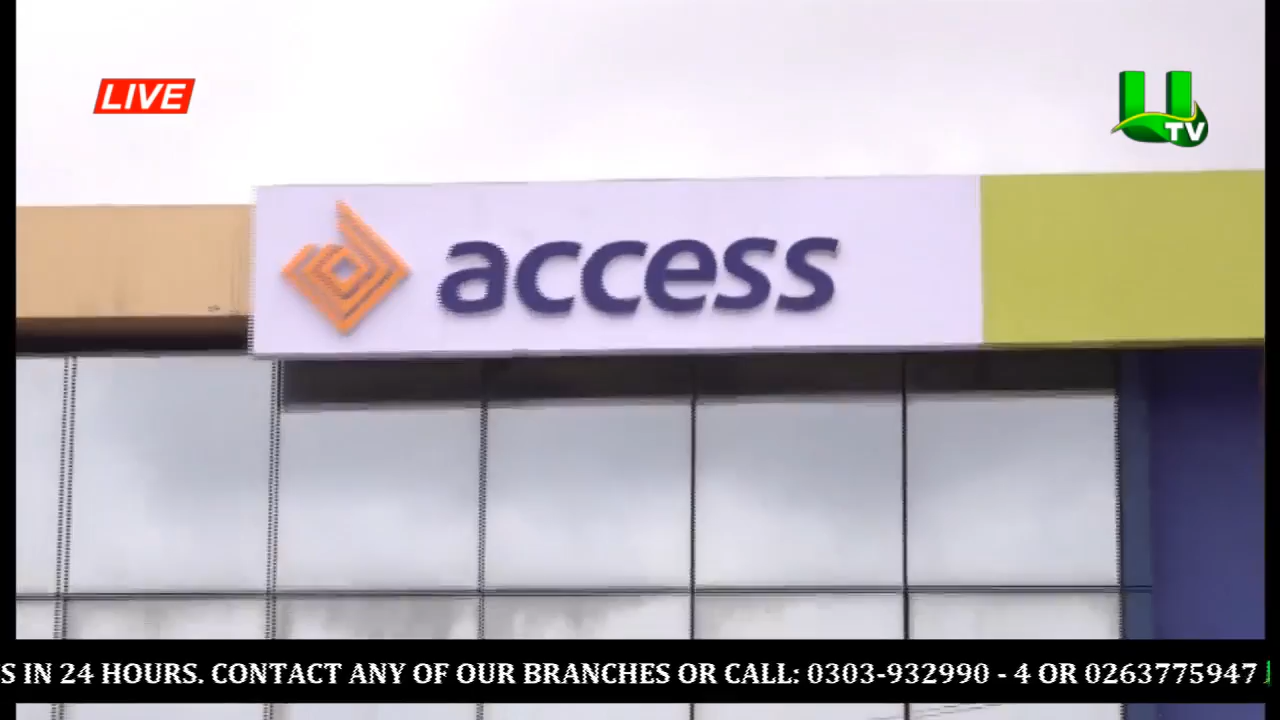 LIVE
U
TV
access
S IN 24 HOURS. CONTACT ANY OF OUR BRANCHES OR CALL: 0303-932990 - 4 OR 0263775947